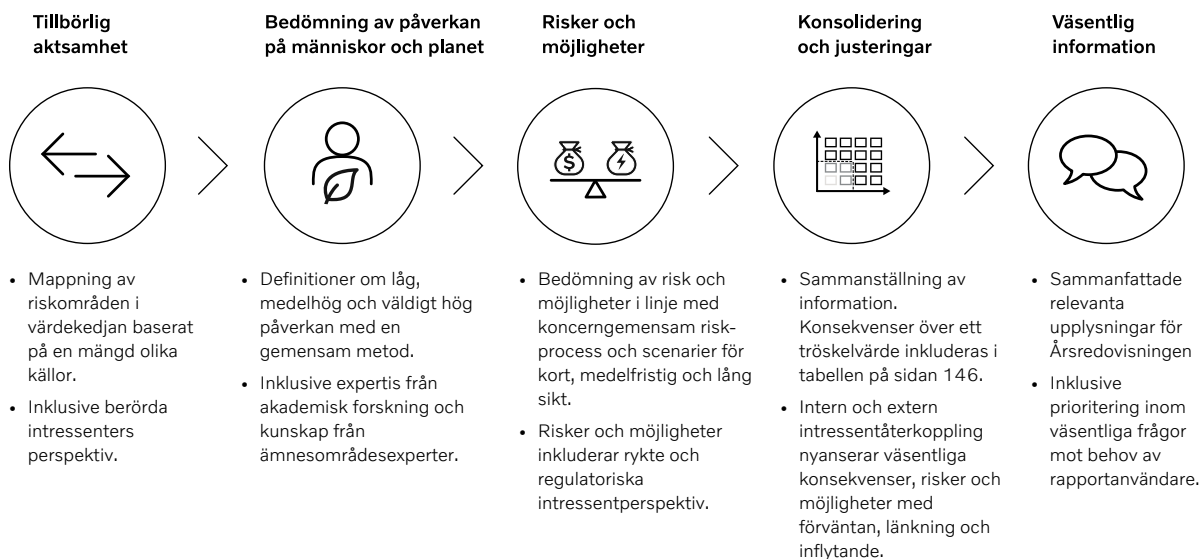 Tillbörlig
aktsamhet
• Mappning av
riskområden i
värdekedjan baserat
på en mängd olika
källor.
• Inklusive berörda
intressenters
perspektiv.
Bedömning av påverkan
på människor och planet
• Definitioner om låg,
medelhög och väldigt hög
påverkan med en
gemensam metod.
• Inklusive expertis från
akademisk forskning och
kunskap från
ämnesområdesexperter.
Risker och
möjligheter
$
• Bedömning av risk och
möjligheter i linje med
koncerngemensam risk-
process och scenarier för
kort, medelfristig och lång
sikt.
• Risker och möjligheter
inkluderar rykte och
regulatoriska
intressentperspektiv.
Konsolidering
och justeringar
• Sammanställning av
information.
Konsekvenser över ett
tröskelvärde inkluderas i
tabellen på sidan 146.
• Intern och extern
intressentåterkoppling
nyanserar väsentliga
konsekvenser, risker och
möjligheter med
förväntan, länkning och
inflytande.
Väsentlig
information
• Sammanfattade
relevanta
upplysningar för
Årsredovisningen
• Inklusive
prioritering inom
väsentliga frågor
mot behov av
rapportanvändare.